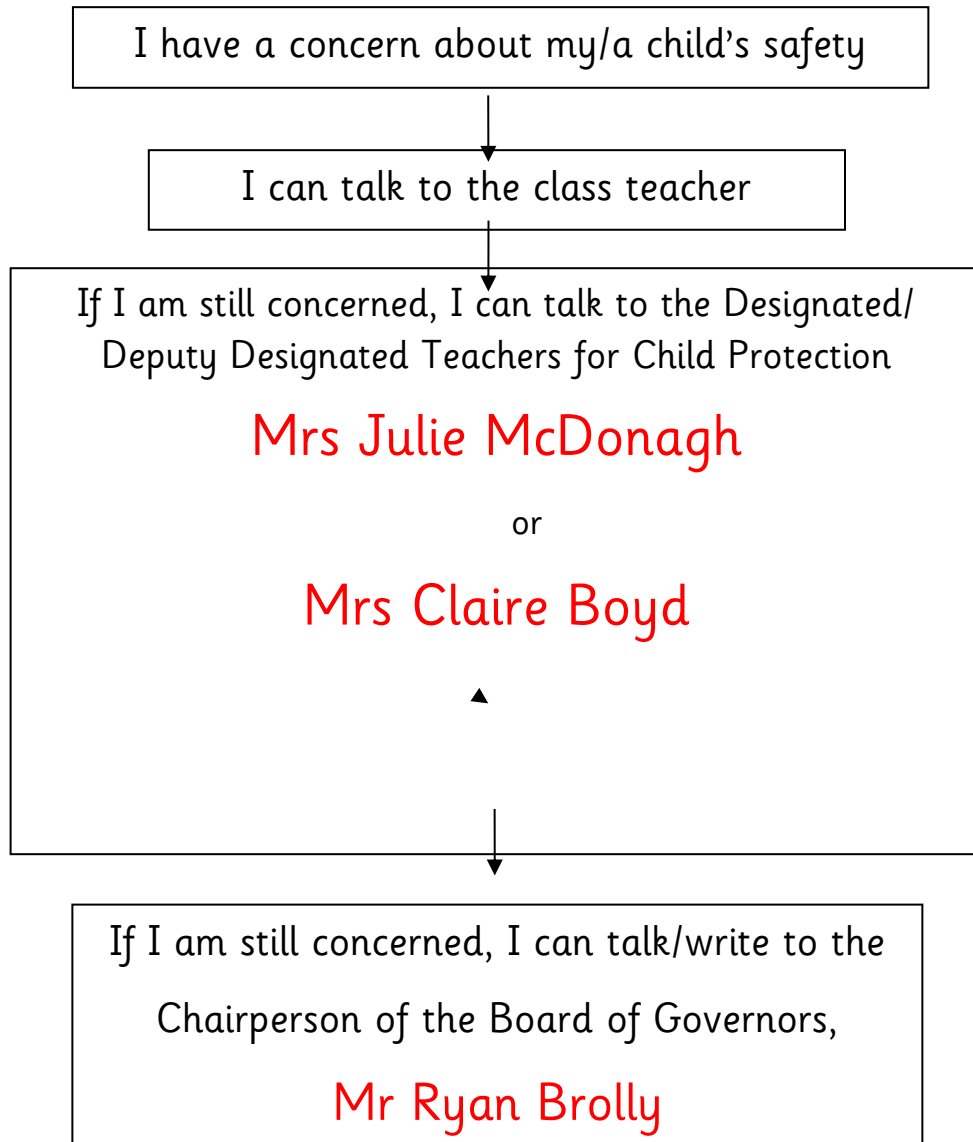 I have a concern about my/a child’s safety
I can talk to the class teacher
If I am still concerned, I can talk to the Designated/
Deputy Designated Teachers for Child Protection
Mrs Julie McDonagh
or
Mrs Claire Boyd
If I am still concerned, I can talk/write to the
Chairperson of the Board of Governors,
Mr Ryan Brolly